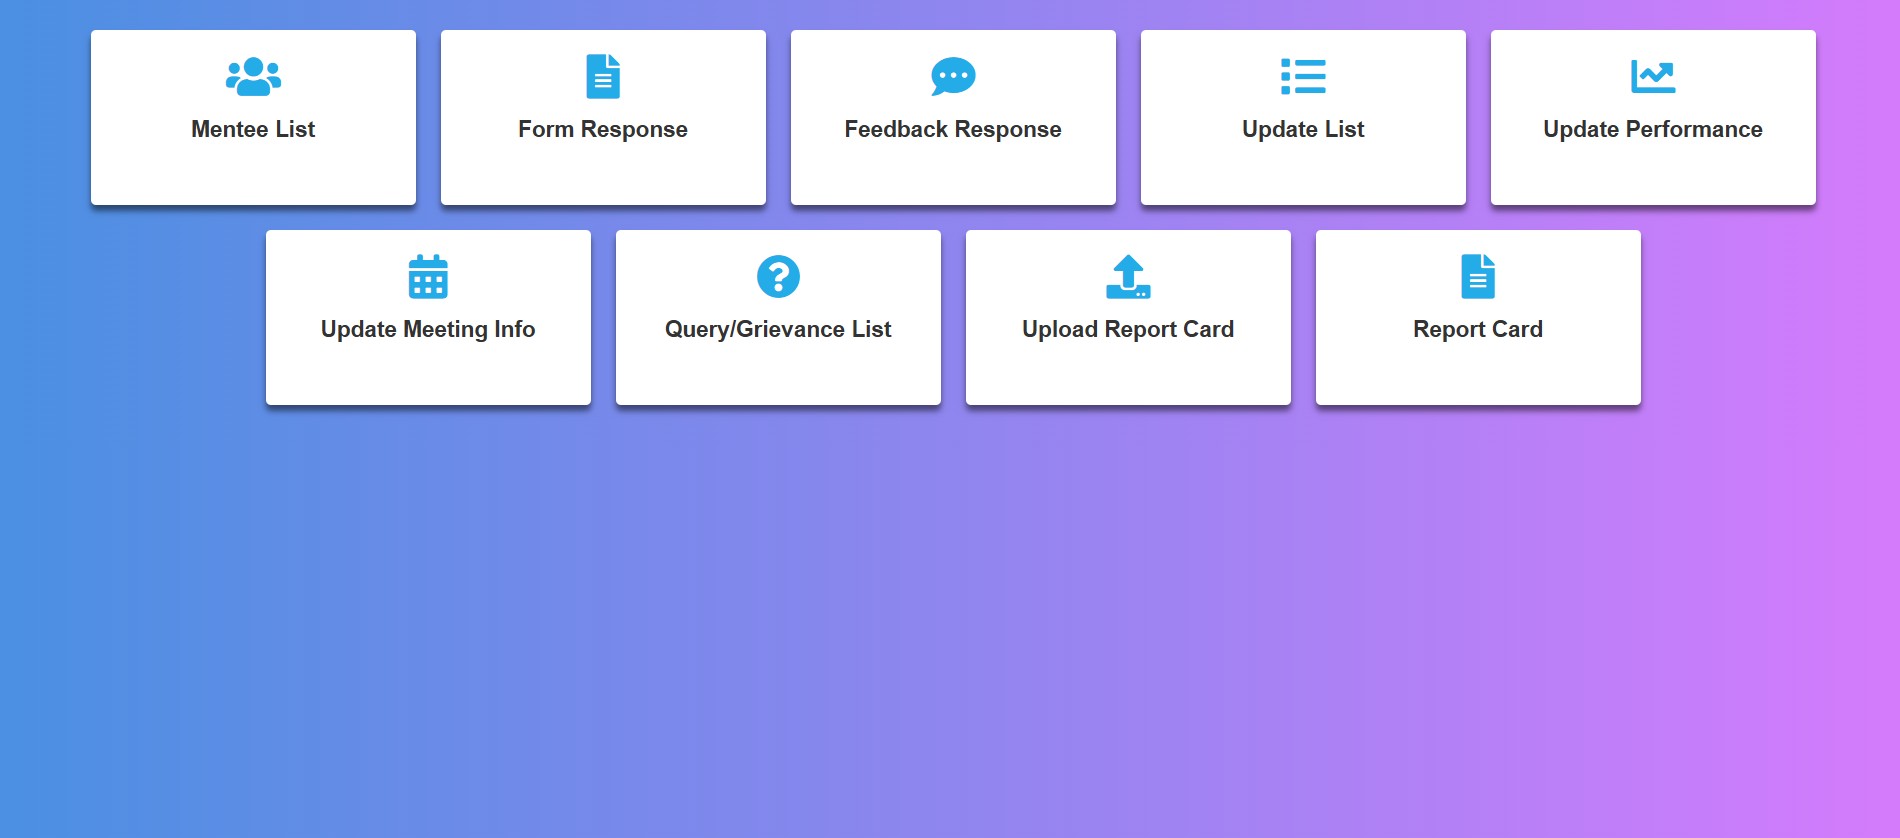 Mentee List
Form Response
Feedback Response
Update List
Update Performance
Update Meeting Info
Query/Grievance List
Upload Report Card
Report Card